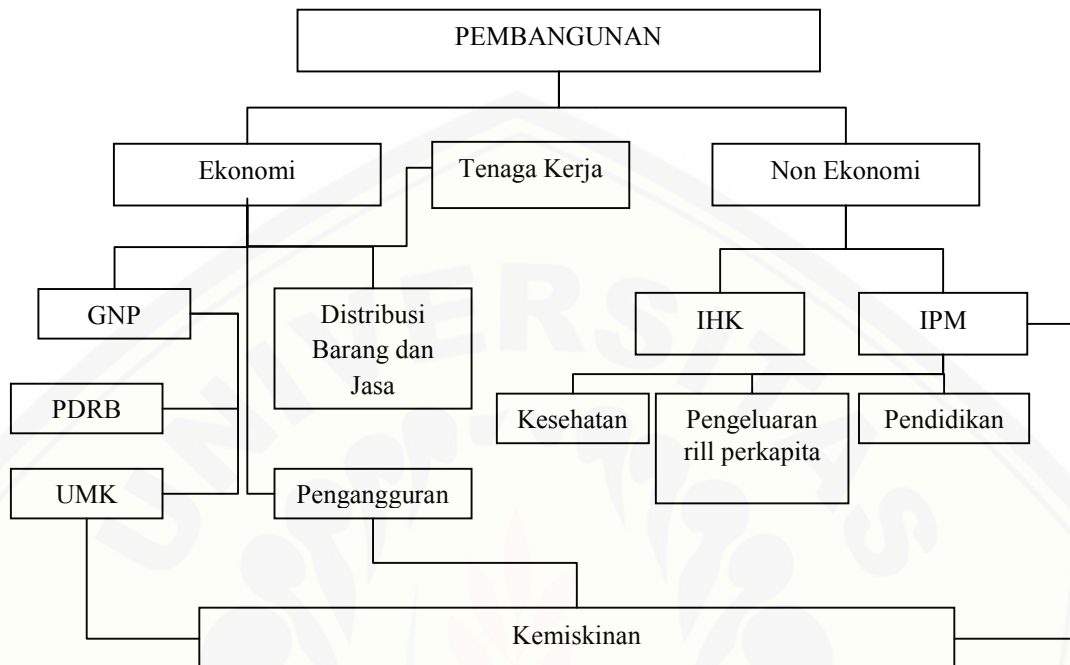 PEMBANGUNAN
Ekonomi
Tenaga Kerja
Non Ekonomi
GNP
Distribusi
Barang dan
Jasa
IHK
IPM
PDRB
Kesehatan
Pengeluaran
rill perkapita
Pendidikan
UMK
Pengangguran
Kemiskinan
UNIVERSITAS